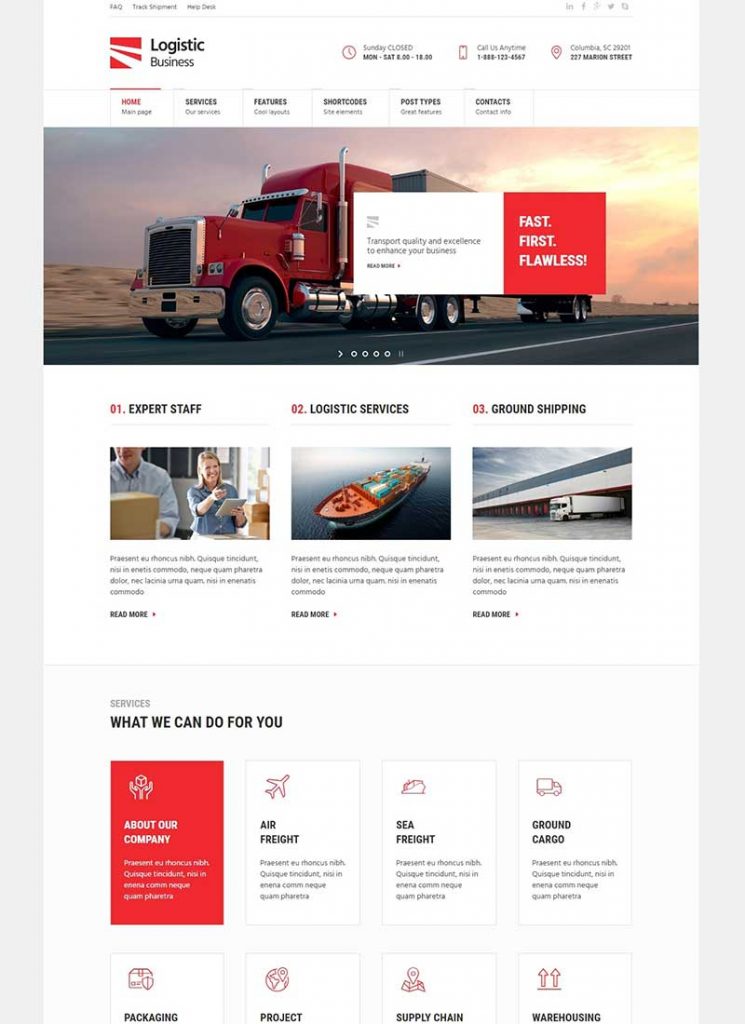 FAQ Track Shipment Help Desk
Logistic
Business
Sunday CLOSED
MON - SAT 8.00 - 18.00
Call Us Anytime
1-888-123-4567
Columbia, SC 29201
227 MARION STREET
HOME
Main page
SERVICES
Our services
FEATURES
Cool layouts
SHORTCODES
Site elements
POST TYPES
Great features
CONTACTS
Contact info
Transport quality and excellence
to enhance your business
READ MORE
FAST.
FIRST.
FLAWLESS!
01. EXPERT STAFF
Praesent eu rhoncus nibh. Quisque tincidunt,
nisi in enetis commodo, neque quam pharetra
dolor, nec lacinia urna quam, nisi in enenatis
commodo
READ MORE
02. LOGISTIC SERVICES
Praesent eu rhoncus nibh. Quisque tincidunt,
nisi in enetis commodo, neque quam pharetra
dolor, nec lacinia urna quam, nisi in enenatis
commodo
READ MORE
03. GROUND SHIPPING
Praesent eu rhoncus nibh. Quisque tincidunt,
nisi in enetis commodo, neque quam pharetra
dolor, nec lacinia urna quam, nisi in enenatis
commodo
READ MORE
SERVICES
WHAT WE CAN DO FOR YOU
ABOUT OUR
COMPANY
Praesent eu rhoncus nibh.
Quisque tincidunt, nisi in
enena comm neque
quam pharetra
AIR
FREIGHT
Praesent eu rhoncus nibh.
Quisque tincidunt, nisi in
enena comm neque
quam pharetra
SEA
FREIGHT
Praesent eu rhoncus nibh.
Quisque tincidunt, nisi in
enena comm neque
quam pharetra
GROUND
CARGO
Praesent eu rhoncus nibh.
Quisque tincidunt, nisi in
enena comm neque
quam pharetra
PACKAGING
PROJECT
SUPPLY CHAIN
WAREHOUSING